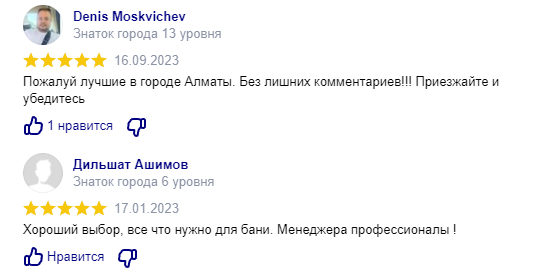 Denis Moskvichev
Знаток города 13 уровня
16.09.2023
Пожалуй лучшие в городе Алматы. Без лишних комментариев!!! Приезжайте и
убедитесь
1 нравится
Дильшат Ашимов
Знаток города 6 уровня
17.01.2023
Хороший выбор, все что нужно для бани. Менеджера профессионалы !
Нравится